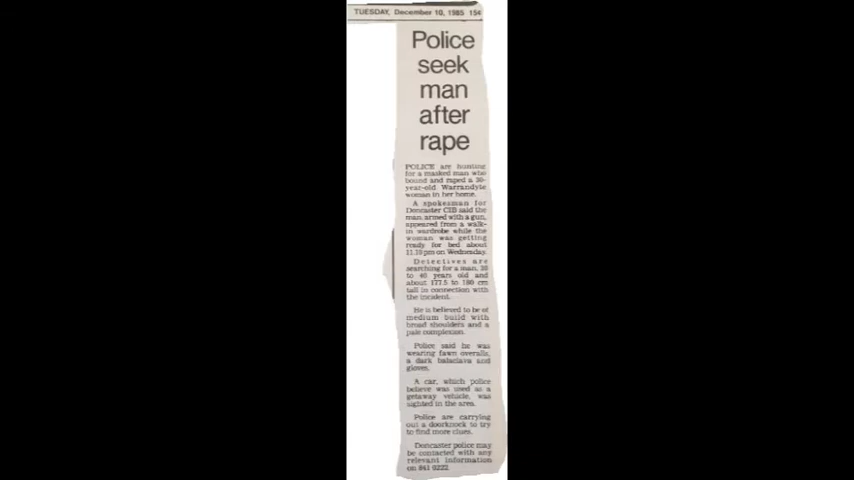 TUESDAY, December 10, 1985 15¢
Police
seek
man
after
rape
POLICE are hunting
for a masked man who
bound and raped a 30-
year-old Warrandyte
woman in her home.
A spokesman for
Doncaster CIB said the
man, armed with a gun,
appeared from a walk-
in wardrobe while the
woman was getting
ready for bed about
11.10 pm on Wednesday.
Detectives are
searching for a man, 30
to 40 years old and
about 177.5 to 180 cm
tall in connection with
the incident.
He is believed to be of
medium build with
broad shoulders and a
pale complexion.
Police said he was
wearing fawn overalls,
a dark balaclava and
gloves.
A car, which police
believe was used as a
getaway vehicle, was
sighted in the area.
Police are carrying
out a doorknock to try
to find more clues.
Doncaster police may
be contacted with any
relevant information
on 841 0222.